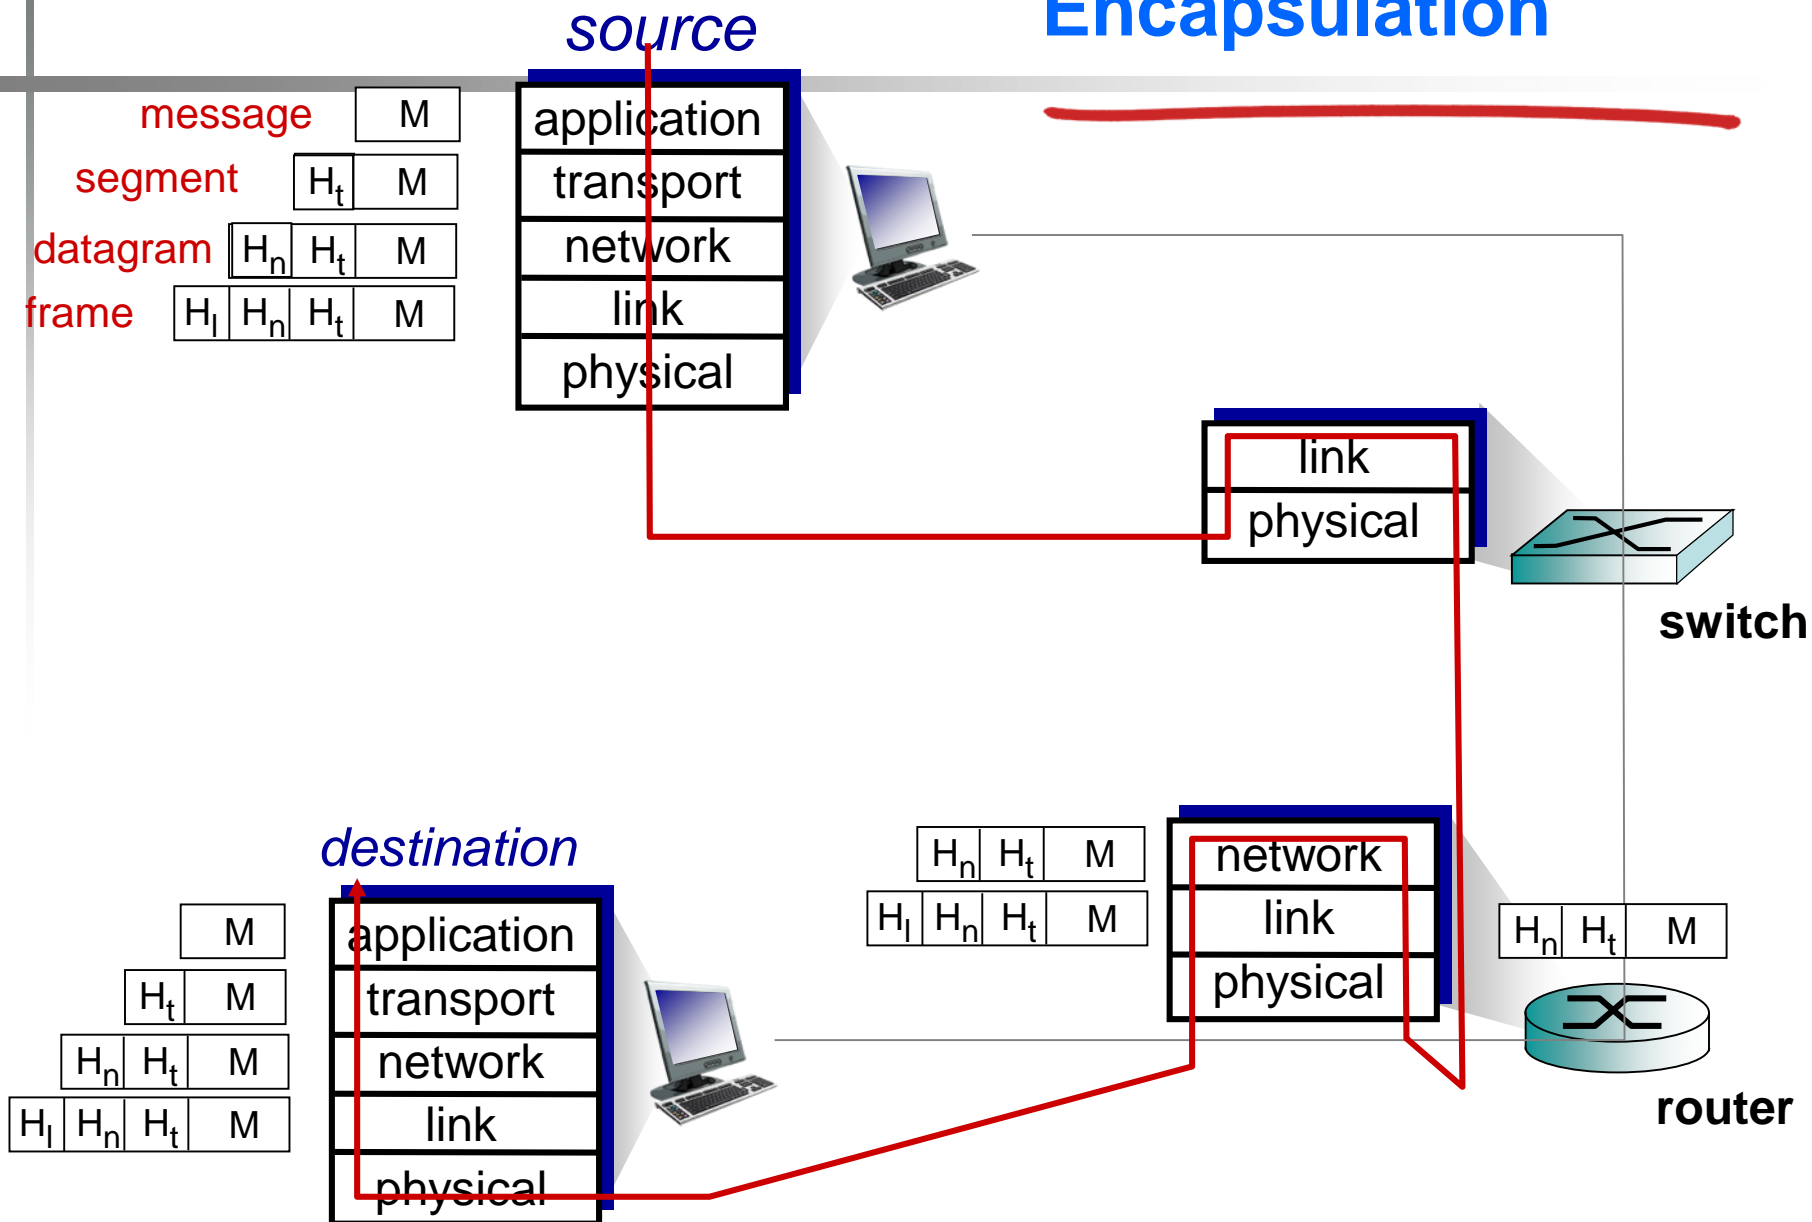 Encapsulation
source
message M
segment Ht M
datagram Hn Ht M
frame Hl Hn Ht M
application
transport
network
link
physical
link
physical
switch
destination
M
Ht M
Hn Ht M
Hl Hn Ht M
application
transport
network
link
physical
Hn Ht M
Hl Hn Ht M
network
link
physical
Hn Ht M
router